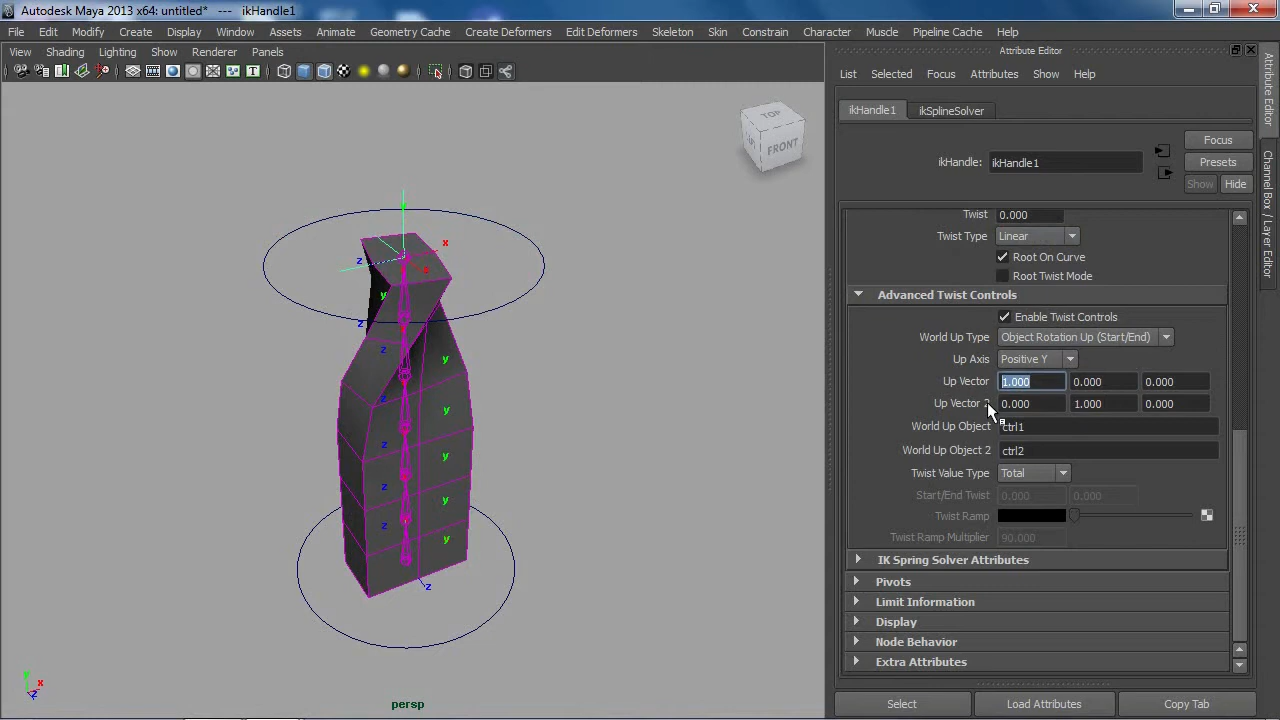 Autodesk Maya 2013 x64: untitled* --- ikHandle1
File Edit Modify Create Display Window Assets Animate Geometry Cache Create Deformers Edit Deformers Skeleton Skin Constrain Character Muscle Pipeline Cache Help
View Shading Lighting Show Renderer Panels
Attribute Editor
List Selected Focus Attributes Show Help
ikHandle1 ikSplineSolver
ikHandle: ikHandle1
Focus
Presets
Show Hide
Twist 0.000
Twist Type Linear
Root On Curve
Root Twist Mode
Advanced Twist Controls
Enable Twist Controls
World Up Type Object Rotation Up (Start/End)
Up Axis Positive Y
Up Vector 1.000 0.000 0.000
Up Vector 2 0.000 1.000 0.000
World Up Object ctrl1
World Up Object 2 ctrl2
Twist Value Type Total
Start/End Twist 0.000 0.000
Twist Ramp
Twist Ramp Multiplier 90.000
IK Spring Solver Attributes
Pivots
Limit Information
Display
Node Behavior
Extra Attributes
Select Load Attributes Copy Tab
Attribute Editor
Channel Box / Layer Editor
TOP
FRONT
x
z
y
z
z
y
z
y
z
y
z
y
z
y
z
y
x
z
persp